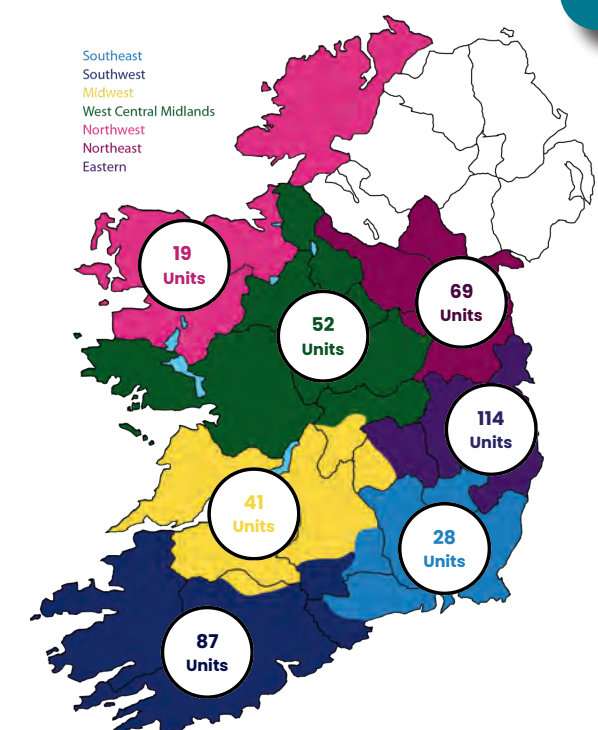 Southeast
Southwest
Midwest
West Central Midlands
Northwest
Northeast
Eastern
19
Units
69
Units
52
Units
114
Units
41
Units
28
Units
87
Units